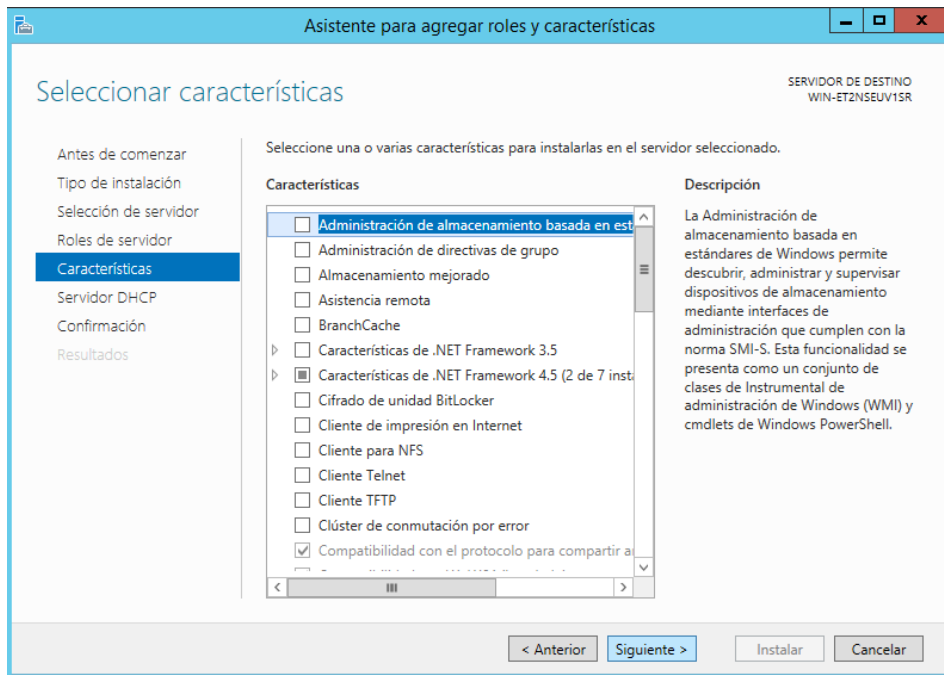 Asistente para agregar roles y características
Seleccionar características
SERVIDOR DE DESTINO
WIN-ET2NSEUV1SR
Antes de comenzar
Tipo de instalación
Selección de servidor
Roles de servidor
Características
Servidor DHCP
Confirmación
Resultados
Seleccione una o varias características para instalarlas en el servidor seleccionado.
Características
Administración de almacenamiento basada en est
Administración de directivas de grupo
Almacenamiento mejorado
Asistencia remota
BranchCache
Características de .NET Framework 3.5
Características de .NET Framework 4.5 (2 de 7 insta
Cifrado de unidad BitLocker
Cliente de impresión en Internet
Cliente para NFS
Cliente Telnet
Cliente TFTP
Clúster de conmutación por error
Compatibilidad con el protocolo para compartir a
Descripción
La Administración de
almacenamiento basada en
estándares de Windows permite
descubrir, administrar y supervisar
dispositivos de almacenamiento
mediante interfaces de
administración que cumplen con la
norma SMI-S. Esta funcionalidad se
presenta como un conjunto de
clases de Instrumental de
administración de Windows (WMI) y
cmdlets de Windows PowerShell.
< Anterior
Siguiente >
Instalar
Cancelar